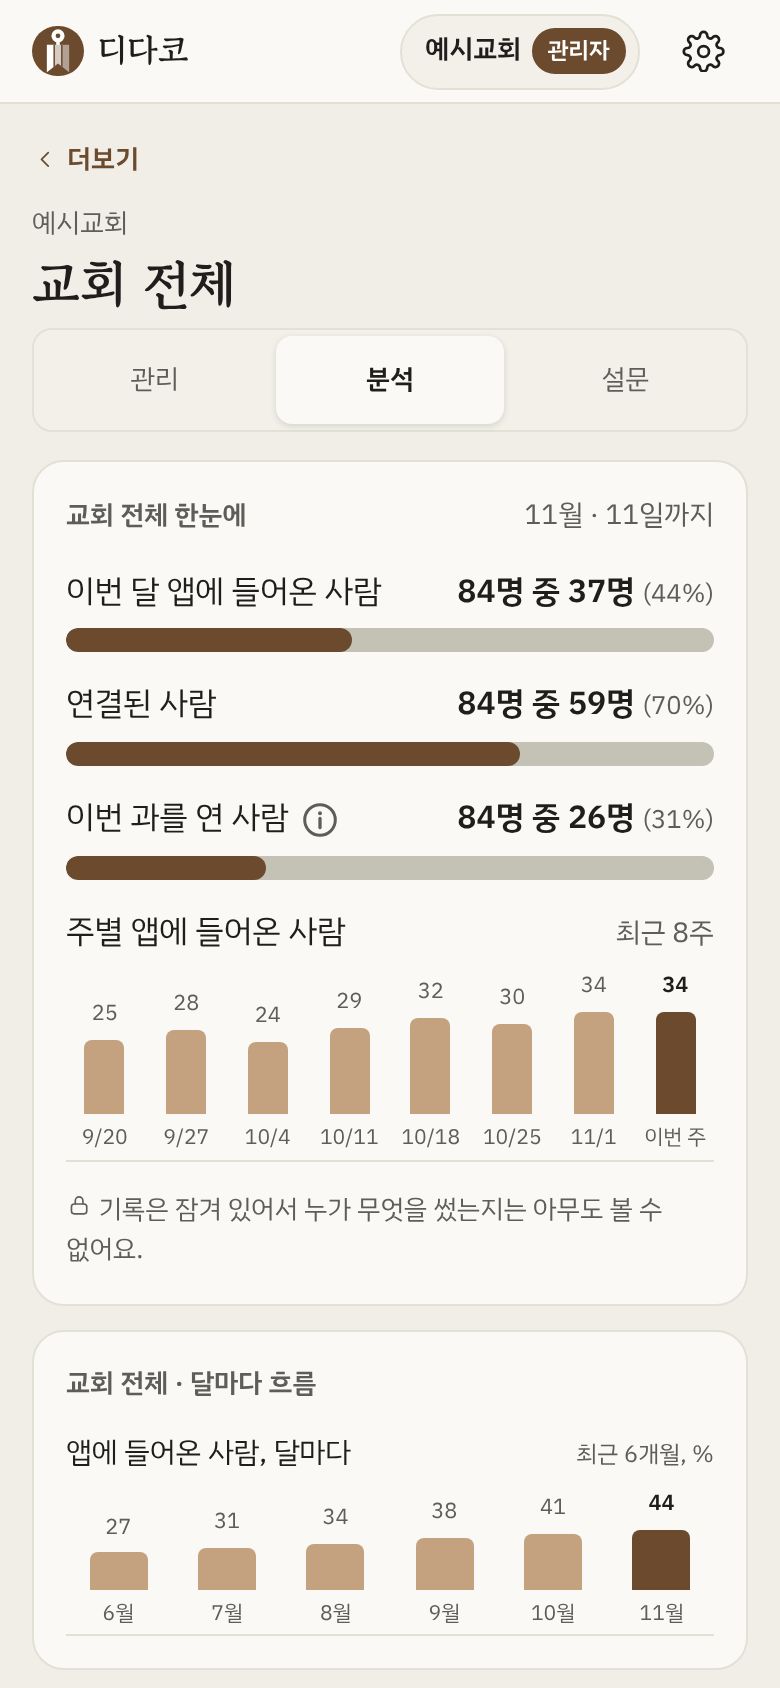 디다코
예시교회 관리자
더보기
예시교회
교회 전체
관리 분석 설문
교회 전체 한눈에 11월 · 11일까지
이번 달 앱에 들어온 사람 84명 중 37명 (44%)
연결된 사람 84명 중 59명 (70%)
이번 과를 연 사람 84명 중 26명 (31%)
주별 앱에 들어온 사람 최근 8주
25 28 24 29 32 30 34 34
9/20 9/27 10/4 10/11 10/18 10/25 11/1 이번 주
기록은 잠겨 있어서 누가 무엇을 썼는지는 아무도 볼 수
없어요.
교회 전체 · 달마다 흐름
앱에 들어온 사람, 달마다 최근 6개월, %
27 31 34 38 41 44
6월 7월 8월 9월 10월 11월